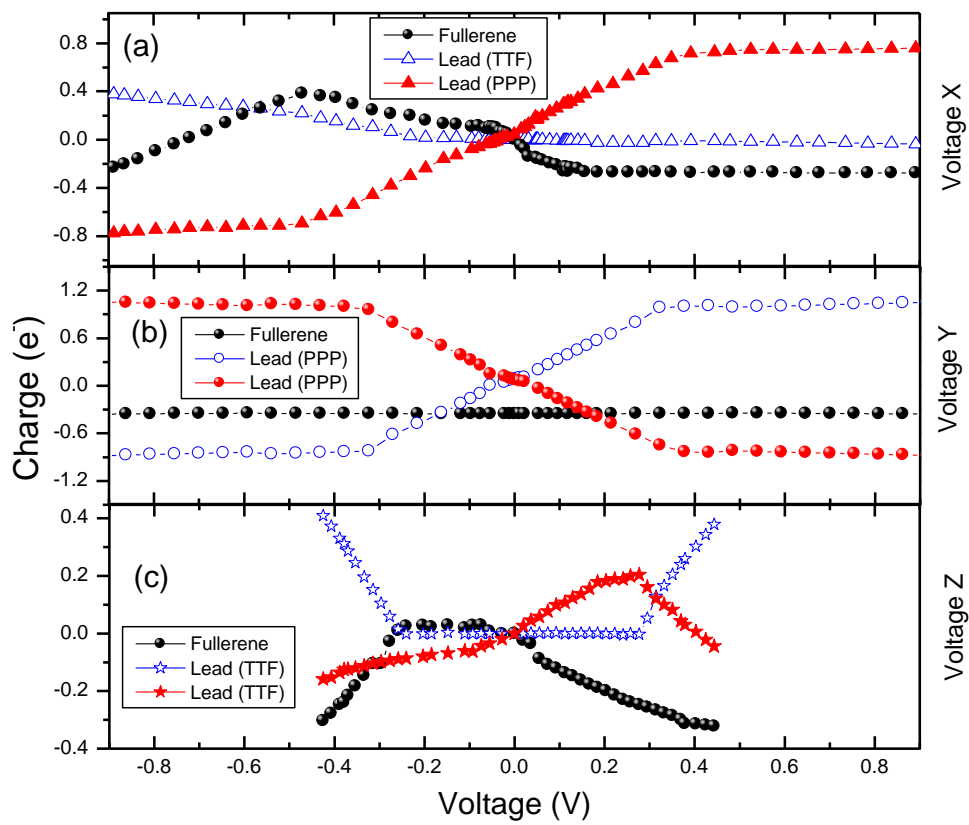 (a)
Fullerene
Lead (TTF)
Lead (PPP)
0.8
0.4
0.0
-0.4
-0.8
Voltage X
(b)
Fullerene
Lead (PPP)
Lead (PPP)
1.2
0.6
0.0
-0.6
-1.2
Voltage Y
Charge (e-)
(c)
Fullerene
Lead (TTF)
Lead (TTF)
0.4
0.2
0.0
-0.2
-0.4
Voltage Z
-0.8 -0.6 -0.4 -0.2 0.0 0.2 0.4 0.6 0.8
Voltage (V)